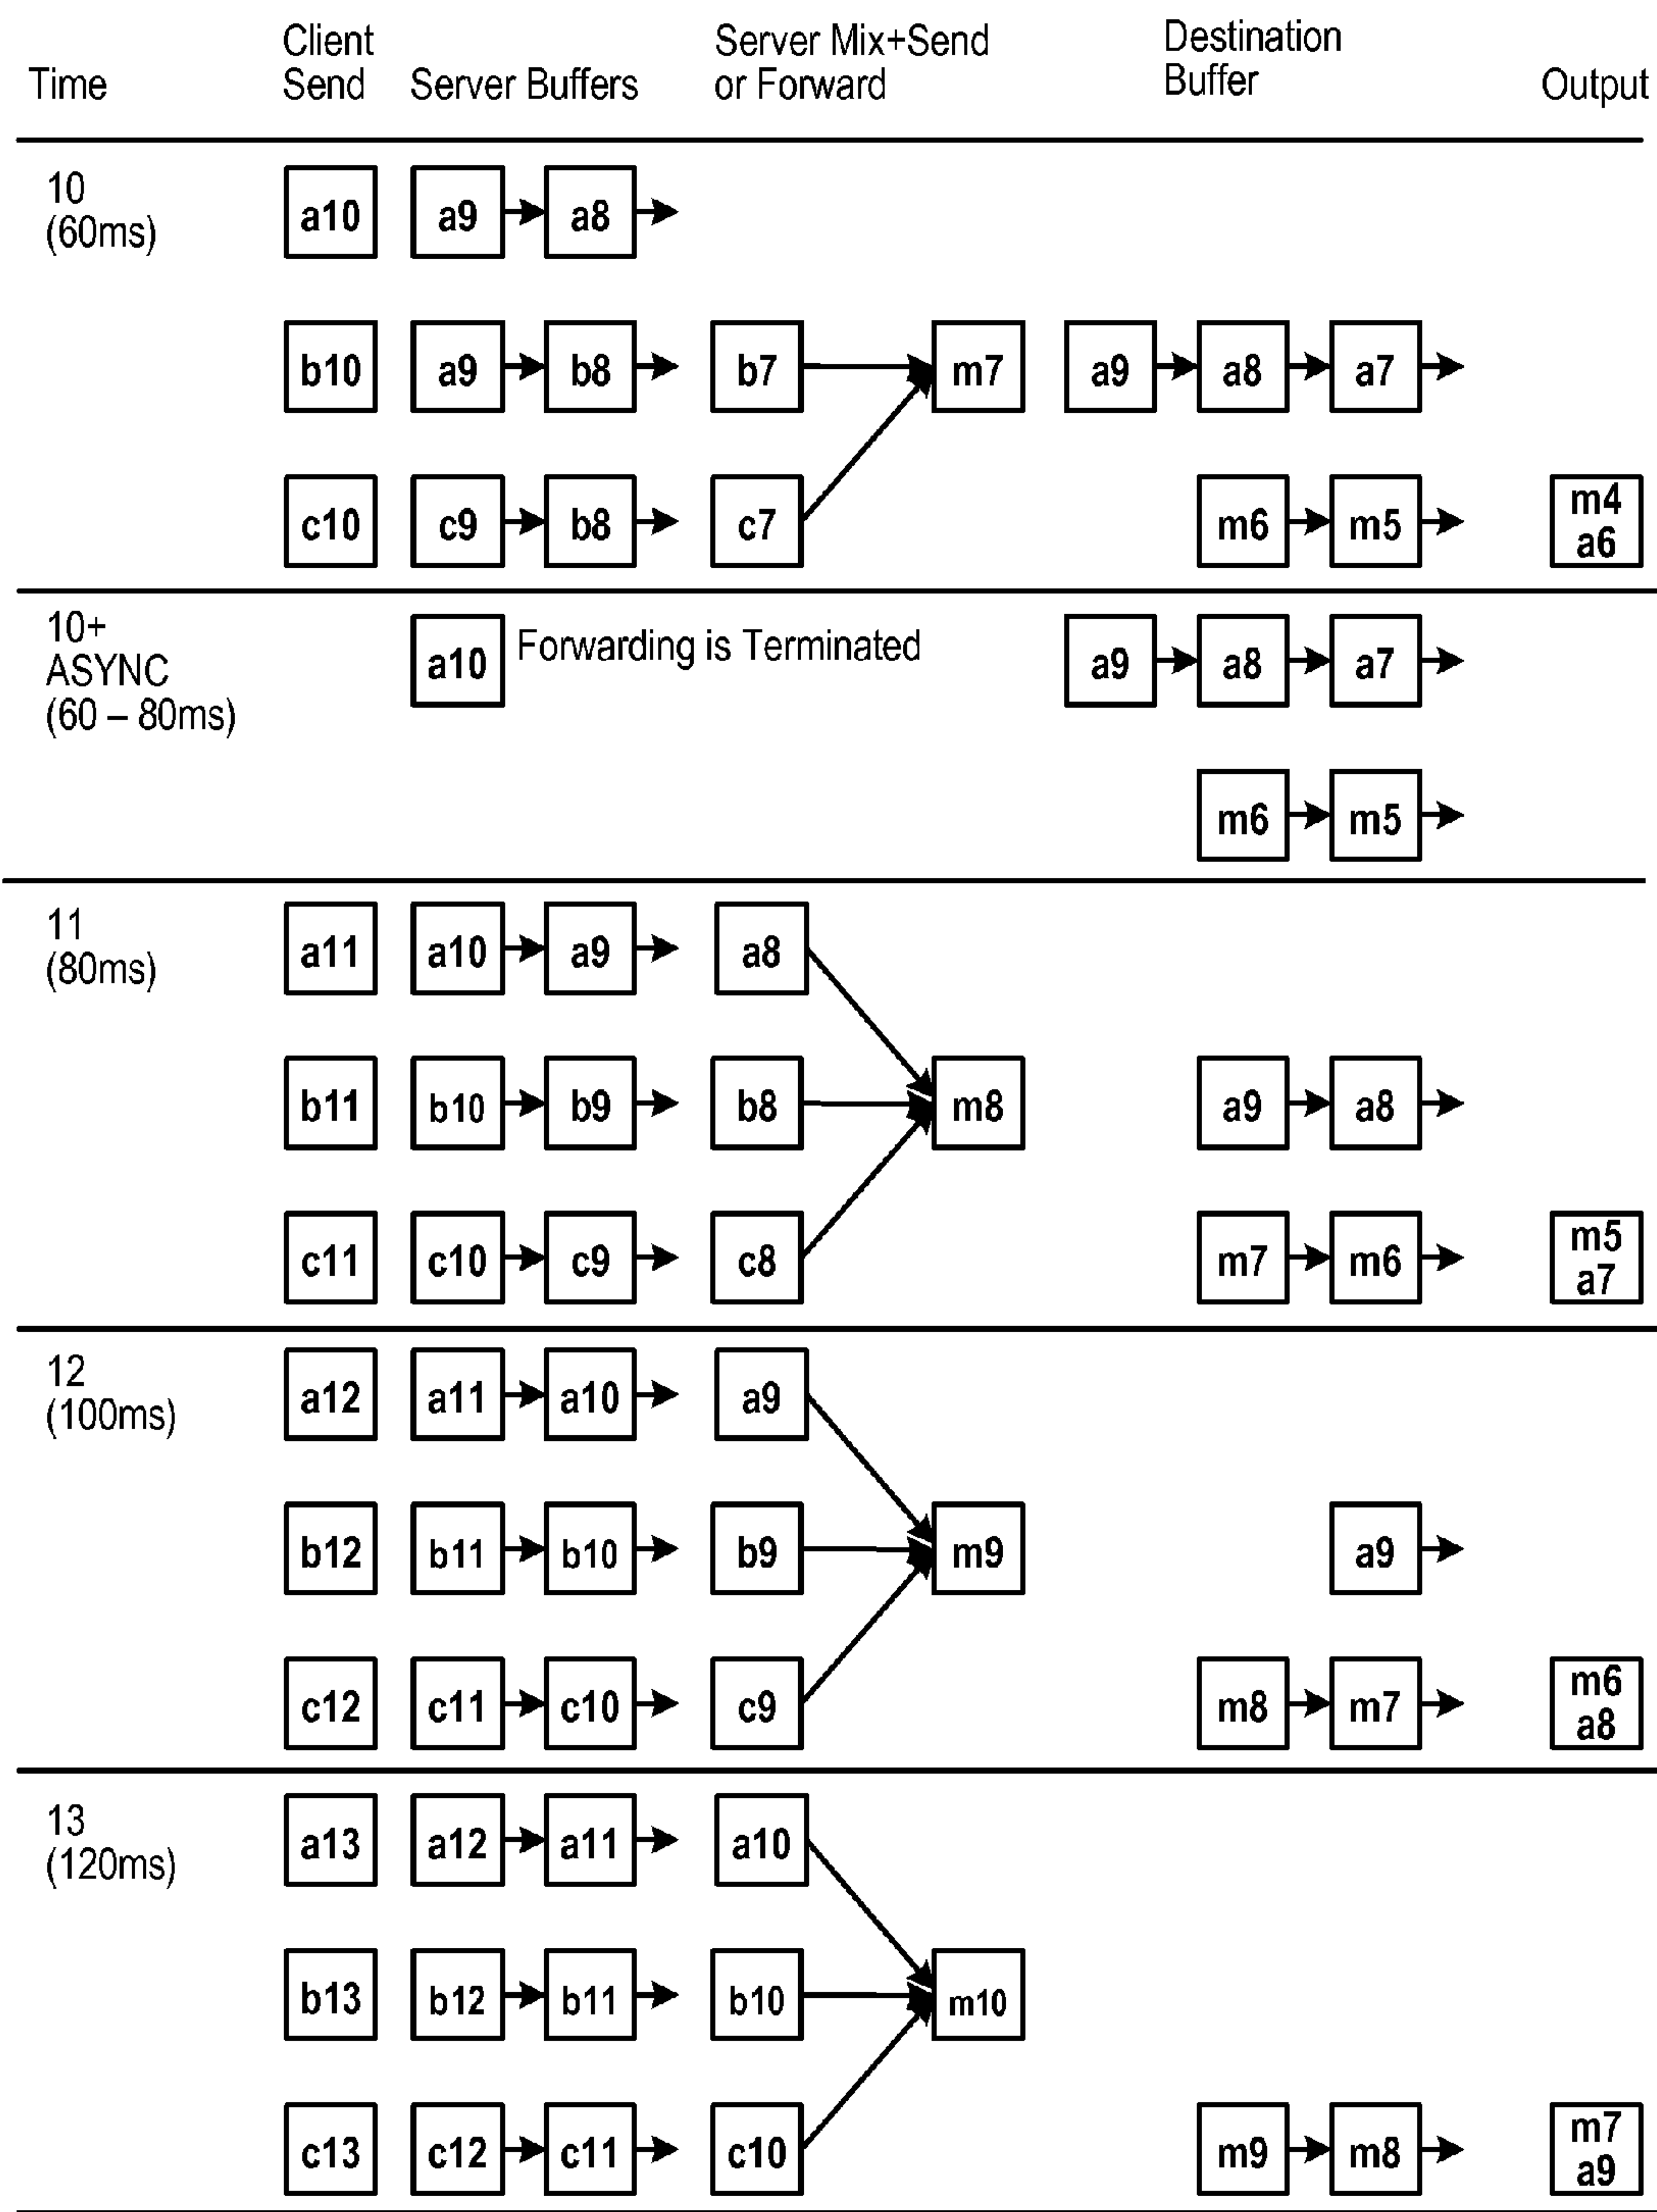 Time
Client
Send
Server Buffers
Server Mix+Send
or Forward
Destination
Buffer
Output
10
(60ms)
a10 a9 a8
b10 a9 b8 b7 m7 a9 a8 a7
c10 c9 b8 c7 m6 m5 m4
a6
10+
ASYNC
(60 – 80ms)
a10 Forwarding is Terminated a9 a8 a7
m6 m5
11
(80ms)
a11 a10 a9 a8
b11 b10 b9 b8 m8 a9 a8
c11 c10 c9 c8 m7 m6 m5
a7
12
(100ms)
a12 a11 a10 a9
b12 b11 b10 b9 m9 a9
c12 c11 c10 c9 m8 m7 m6
a8
13
(120ms)
a13 a12 a11 a10
b13 b12 b11 b10 m10
c13 c12 c11 c10 m9 m8 m7
a9